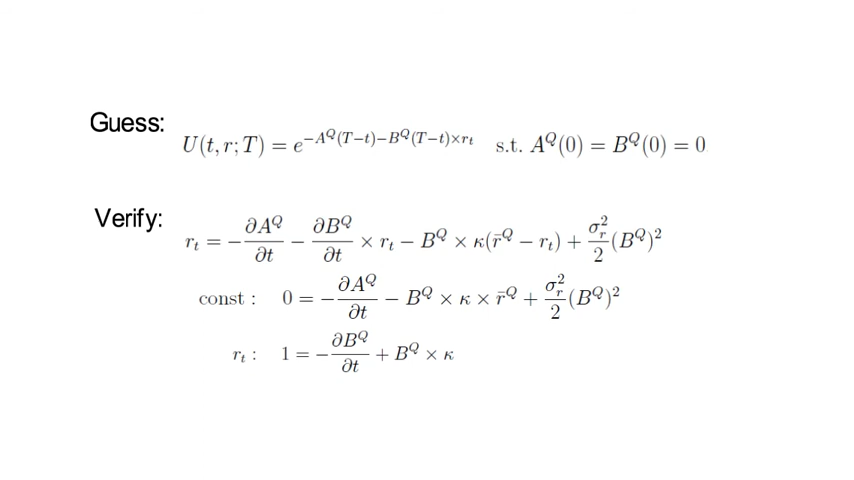 Guess:
U(t, r; T) = e^{−A^Q(T−t)−B^Q(T−t)×r_t} s.t. A^Q(0) = B^Q(0) = 0
Verify:
r_t = −∂A^Q/∂t − ∂B^Q/∂t × r_t − B^Q × κ(r̄^Q − r_t) + σ_r^2/2 (B^Q)^2
const : 0 = −∂A^Q/∂t − B^Q × κ × r̄^Q + σ_r^2/2 (B^Q)^2
r_t : 1 = −∂B^Q/∂t + B^Q × κ